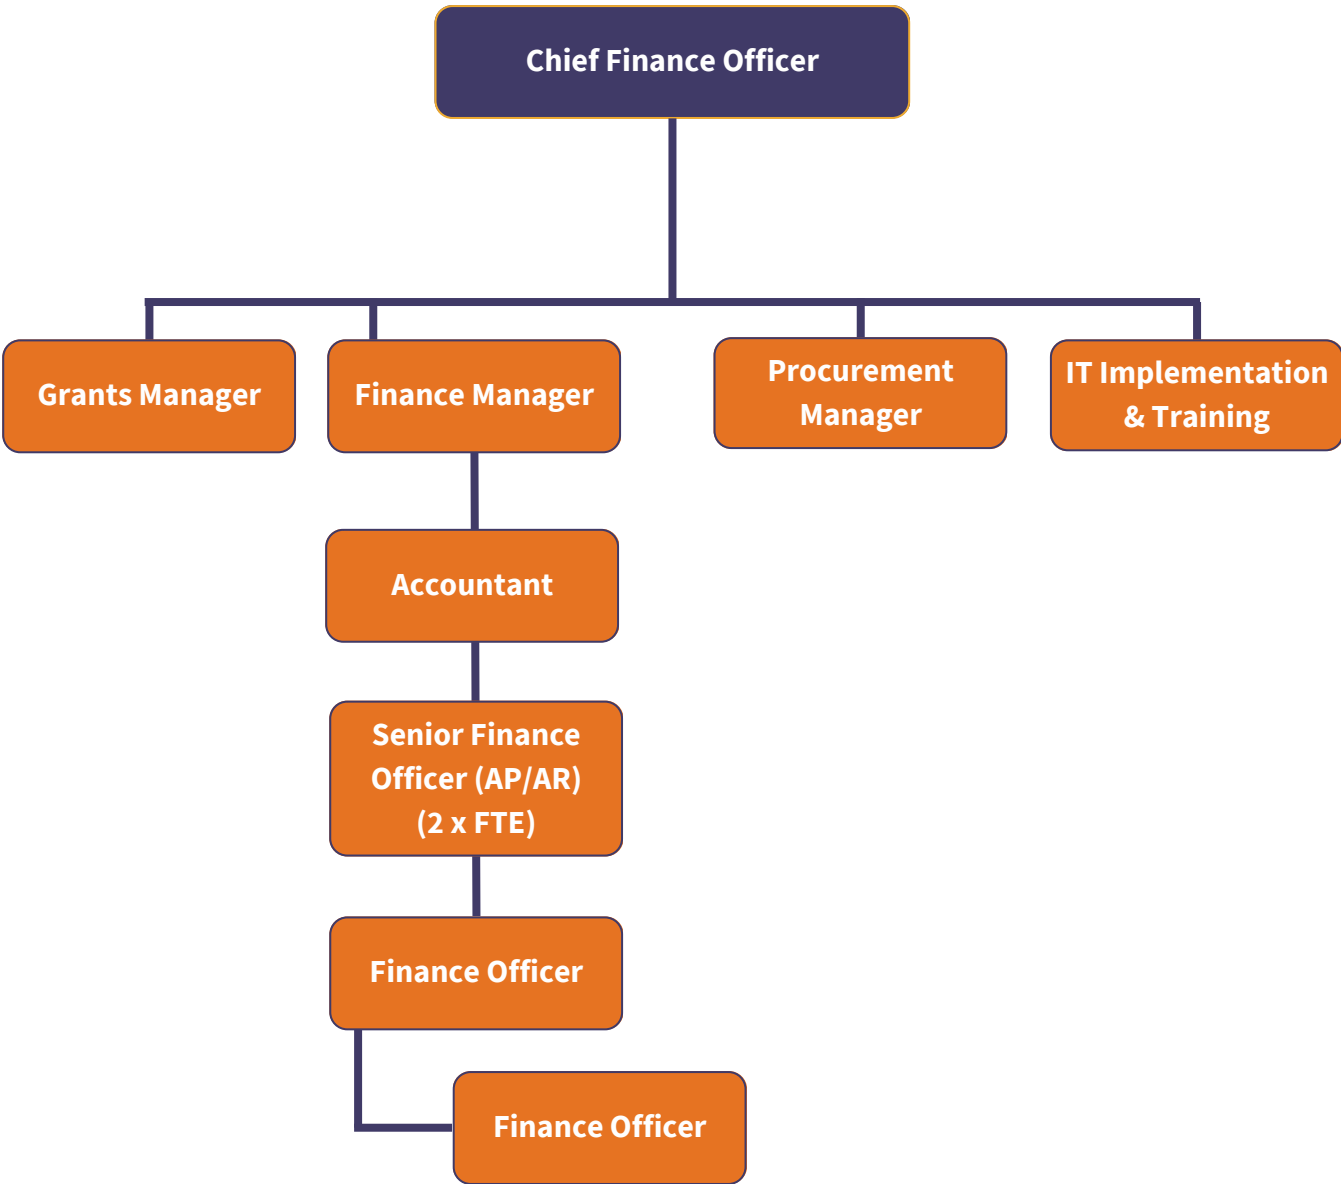 Chief Finance Officer
Grants Manager
Finance Manager
Procurement
Manager
IT Implementation
& Training
Accountant
Senior Finance
Officer (AP/AR)
(2 x FTE)
Finance Officer
Finance Officer